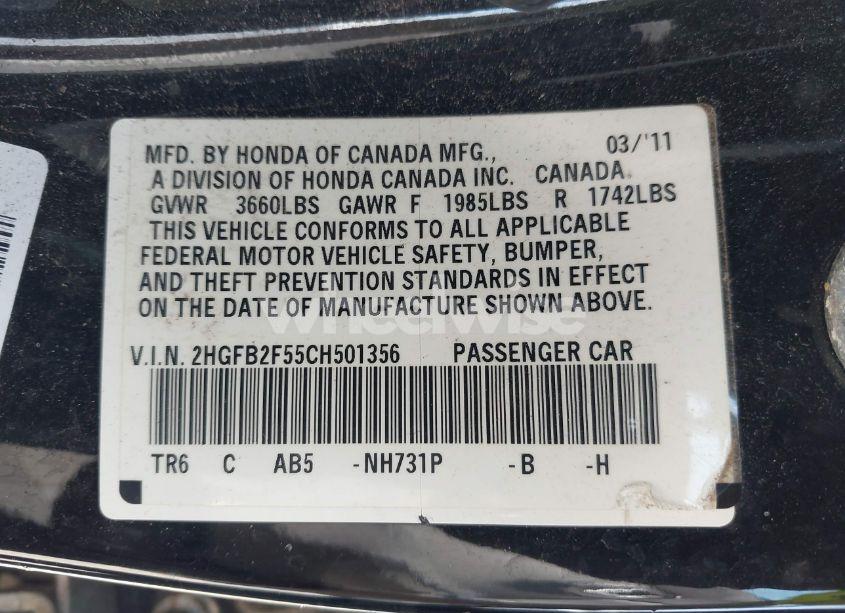 MFD. BY HONDA OF CANADA MFG., 03/'11
A DIVISION OF HONDA CANADA INC. CANADA
GVWR 3660LBS GAWR F 1985LBS R 1742LBS
THIS VEHICLE CONFORMS TO ALL APPLICABLE
FEDERAL MOTOR VEHICLE SAFETY, BUMPER,
AND THEFT PREVENTION STANDARDS IN EFFECT
ON THE DATE OF MANUFACTURE SHOWN ABOVE.
wheelwise
V.I.N. 2HGFB2F55CH501356 PASSENGER CAR
TR6 C AB5 -NH731P -B -H